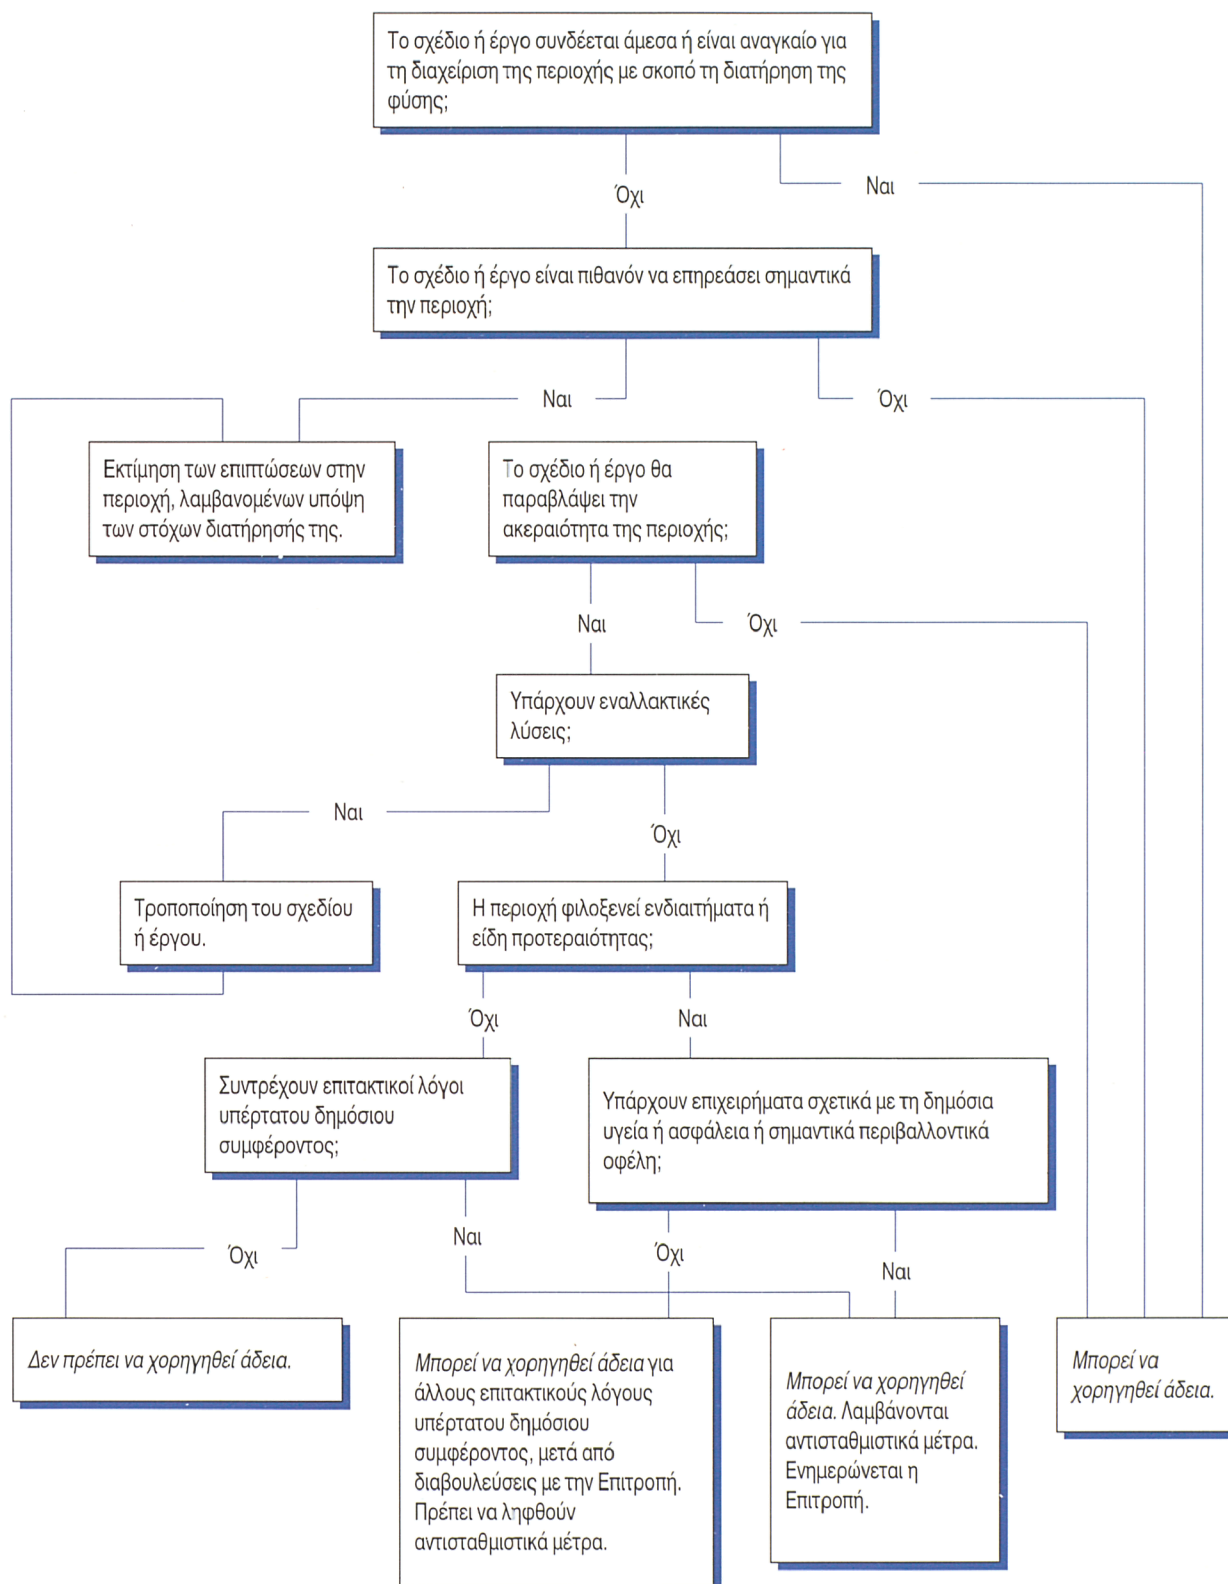 Το σχέδιο ή έργο συνδέεται άμεσα ή είναι αναγκαίο για
τη διαχείριση της περιοχής με σκοπό τη διατήρηση της
φύσης;
Ναι
Όχι
Το σχέδιο ή έργο είναι πιθανόν να επηρεάσει σημαντικά
την περιοχή;
Ναι
Όχι
Εκτίμηση των επιπτώσεων στην
περιοχή, λαμβανομένων υπόψη
των στόχων διατήρησής της.
Το σχέδιο ή έργο θα
παραβλάψει την
ακεραιότητα της περιοχής;
Ναι
Όχι
Υπάρχουν εναλλακτικές
λύσεις;
Ναι
Όχι
Τροποποίηση του σχεδίου
ή έργου.
Η περιοχή φιλοξενεί ενδιαιτήματα ή
είδη προτεραιότητας;
Όχι
Ναι
Συντρέχουν επιτακτικοί λόγοι
υπέρτατου δημόσιου
συμφέροντος;
Υπάρχουν επιχειρήματα σχετικά με τη δημόσια
υγεία ή ασφάλεια ή σημαντικά περιβαλλοντικά
οφέλη;
Όχι
Ναι
Όχι
Ναι
Δεν πρέπει να χορηγηθεί άδεια.
Μπορεί να χορηγηθεί άδεια για
άλλους επιτακτικούς λόγους
υπέρτατου δημόσιου
συμφέροντος, μετά από
διαβουλεύσεις με την Επιτροπή.
Πρέπει να ληφθούν
αντισταθμιστικά μέτρα.
Μπορεί να χορηγηθεί
άδεια. Λαμβάνονται
αντισταθμιστικά μέτρα.
Ενημερώνεται η
Επιτροπή.
Μπορεί να
χορηγηθεί άδεια.